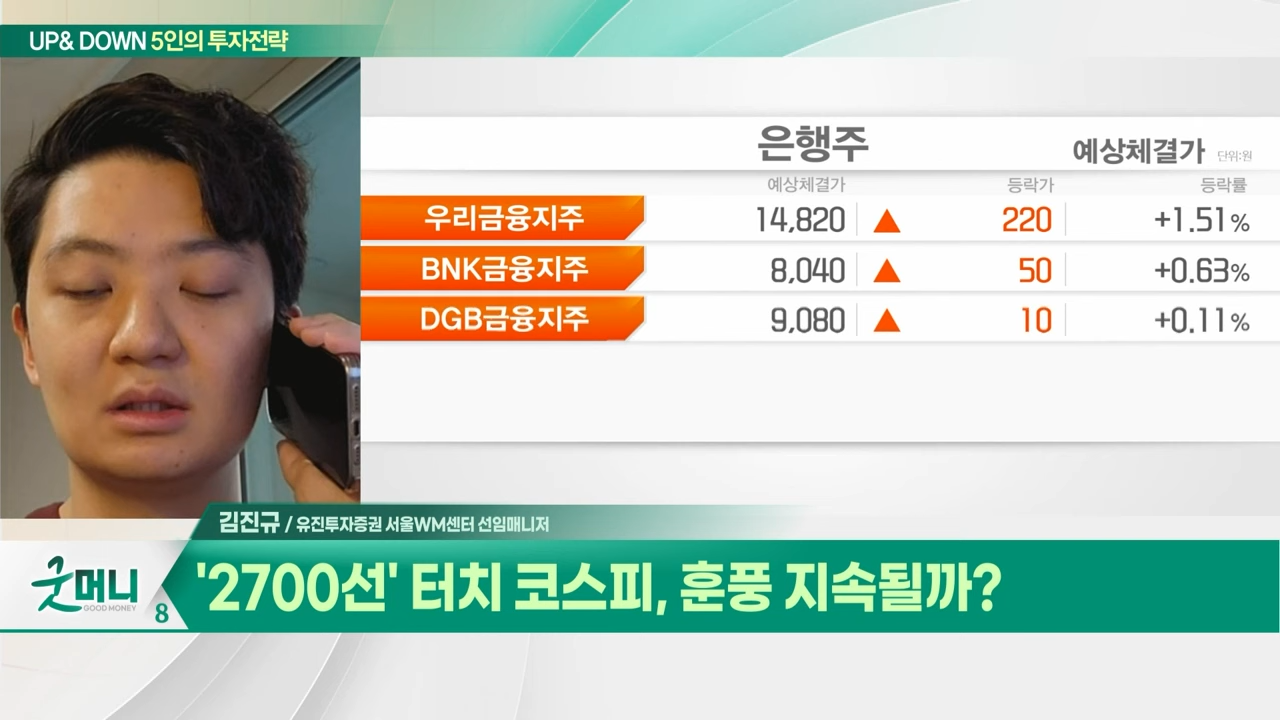 UP& DOWN 5인의 투자전략
은행주 예상체결가 단위:원
예상체결가 등락가 등락률
우리금융지주 14,820 ▲ 220 +1.51%
BNK금융지주 8,040 ▲ 50 +0.63%
DGB금융지주 9,080 ▲ 10 +0.11%
김진규 / 유진투자증권 서울WM센터 선임매니저
굿머니 GOOD MONEY 8
'2700선' 터치 코스피, 훈풍 지속될까?